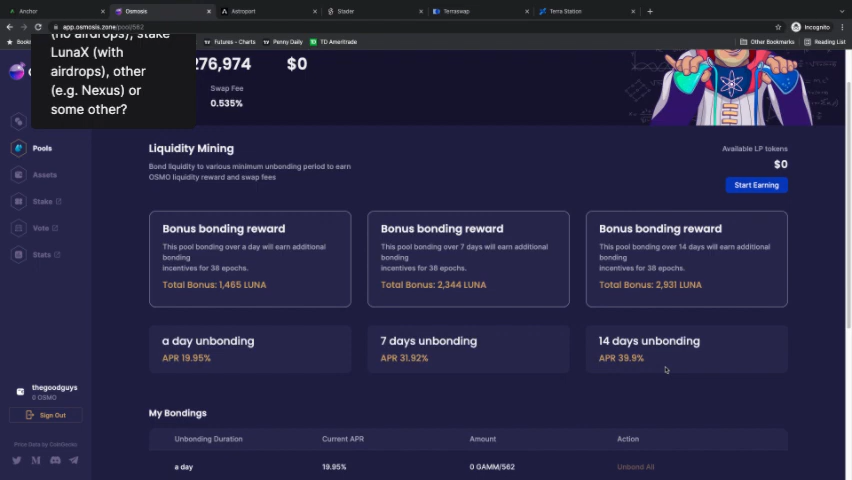 Anchor
Osmosis
Astroport
Stader
Terraswap
Terra Station
app.osmosis.zone/pool/562
Incognito
Futures - Charts
Penny Daily
TD Ameritrade
Other Bookmarks
Reading List
(no airdrops), stake
LunaX (with
airdrops), other
(e.g. Nexus) or
some other?
276,974
$0
Swap Fee
0.535%
Pools
Assets
Stake
Vote
Stats
Liquidity Mining
Bond liquidity to various minimum unbonding period to earn
OSMO liquidity reward and swap fees
Available LP tokens
$0
Start Earning
Bonus bonding reward
This pool bonding over a day will earn additional
bonding
incentives for 38 epochs.
Total Bonus: 1,465 LUNA
Bonus bonding reward
This pool bonding over 7 days will earn additional
bonding
incentives for 38 epochs.
Total Bonus: 2,344 LUNA
Bonus bonding reward
This pool bonding over 14 days will earn additional
bonding
incentives for 38 epochs.
Total Bonus: 2,931 LUNA
a day unbonding
APR 19.95%
7 days unbonding
APR 31.92%
14 days unbonding
APR 39.9%
thegoodguys
0 OSMO
Sign Out
Price Data by CoinGecko
My Bondings
Unbonding Duration
Current APR
Amount
Action
a day
19.95%
0 GAMM/562
Unbond All